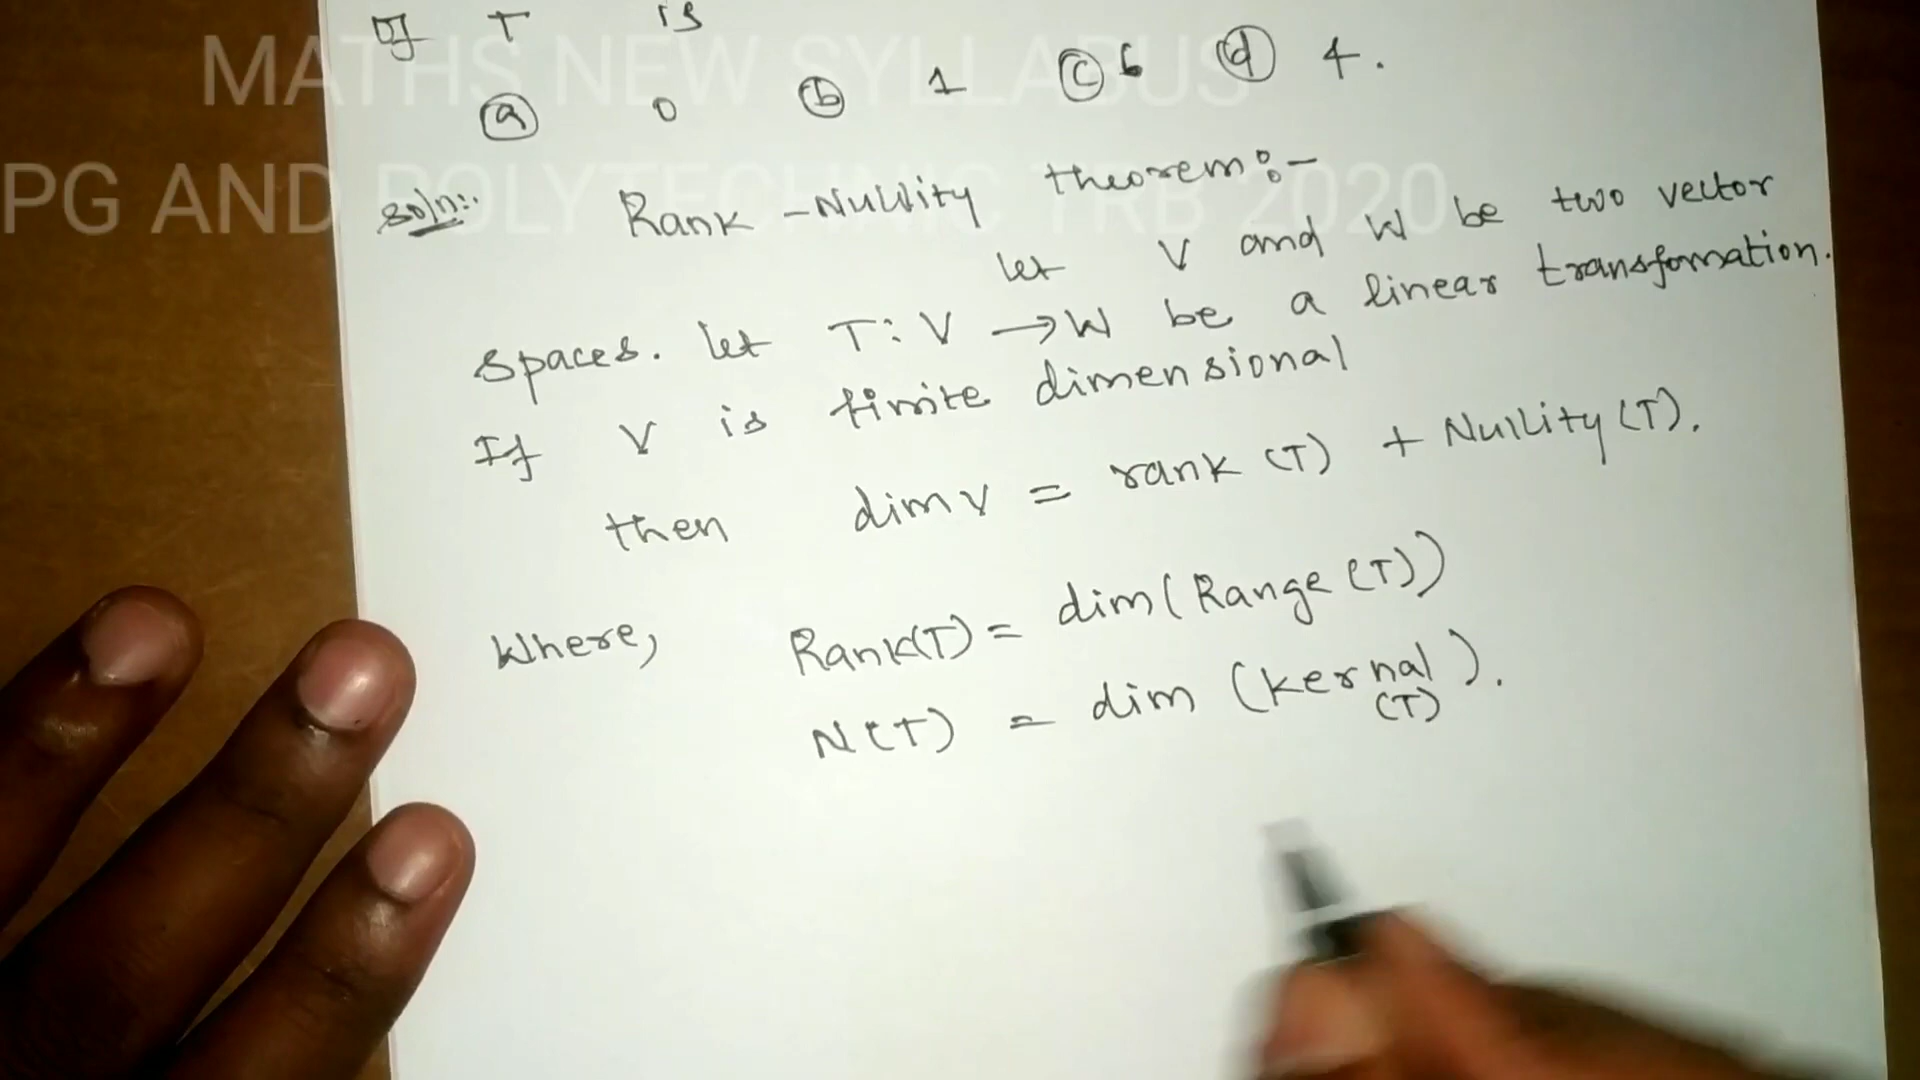 of T is
(a) 0 (b) 1 (c) 6 (d) 4.
MATHS NEW SYLLABUS
PG AND POLYTECHNIC TRB 2020
Soln:. Rank-Nullity theorem:-
let V and W be two vector
spaces. let T:V → W be a linear transformation.
If V is finite dimensional
then dim V = rank (T) + Nullity (T).
Where, Rank(T) = dim (Range (T))
N(T) = dim (Kernal (T)).